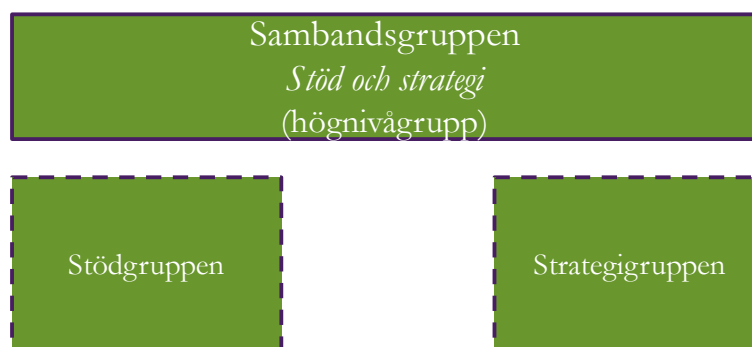 Sambandsgruppen
Stöd och strategi
(högnivågrupp)
Stödgruppen
Strategigruppen